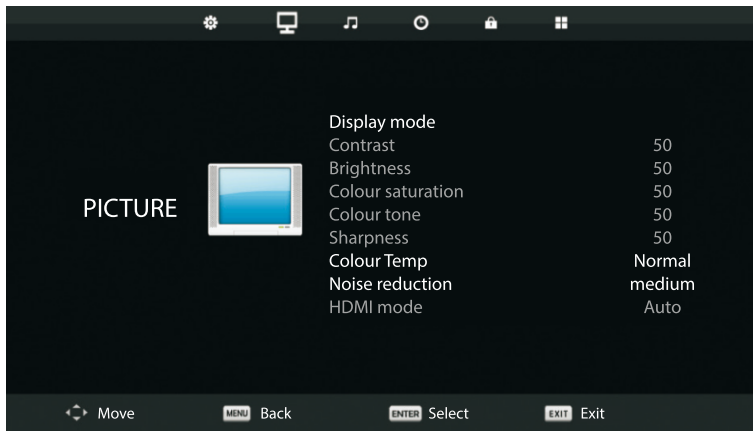 Display mode
Contrast 50
Brightness 50
Colour saturation 50
PICTURE
Colour tone 50
Sharpness 50
Colour Temp Normal
Noise reduction medium
HDMI mode Auto
Move MENU Back ENTER Select EXIT Exit